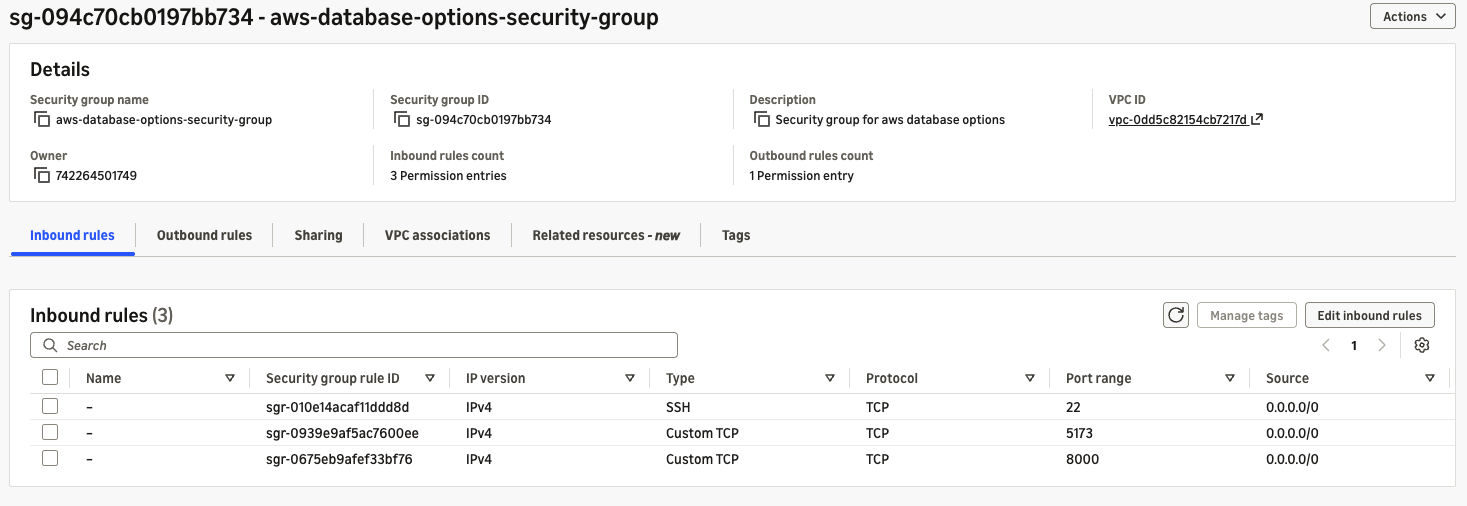 sg-094c70cb0197bb734 - aws-database-options-security-group
Actions
Details
Security group name
aws-database-options-security-group
Security group ID
sg-094c70cb0197bb734
Description
Security group for aws database options
VPC ID
vpc-0dd5c82154cb7217d
Owner
742264501749
Inbound rules count
3 Permission entries
Outbound rules count
1 Permission entry
Inbound rules Outbound rules Sharing VPC associations Related resources - new Tags
Inbound rules (3)
Manage tags Edit inbound rules
Search
1
Name Security group rule ID IP version Type Protocol Port range Source
– sgr-010e14acaf11ddd8d IPv4 SSH TCP 22 0.0.0.0/0
– sgr-0939e9af5ac7600ee IPv4 Custom TCP TCP 5173 0.0.0.0/0
– sgr-0675eb9afef33bf76 IPv4 Custom TCP TCP 8000 0.0.0.0/0